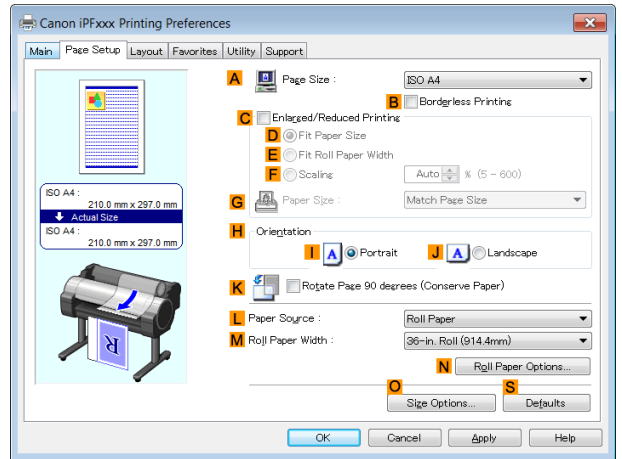 Canon iPFxxx Printing Preferences
Main Page Setup Layout Favorites Utility Support
A Page Size : ISO A4
B Borderless Printing
C Enlarged/Reduced Printing
D Fit Paper Size
E Fit Roll Paper Width
F Scaling Auto % (5 - 600)
G Paper Size : Match Page Size
ISO A4 :
210.0 mm x 297.0 mm
Actual Size
ISO A4 :
210.0 mm x 297.0 mm
H Orientation
I A Portrait J A Landscape
K Rotate Page 90 degrees (Conserve Paper)
L Paper Source : Roll Paper
M Roll Paper Width : 36-in. Roll (914.4mm)
R
N Roll Paper Options...
O S
Size Options... Defaults
OK Cancel Apply Help